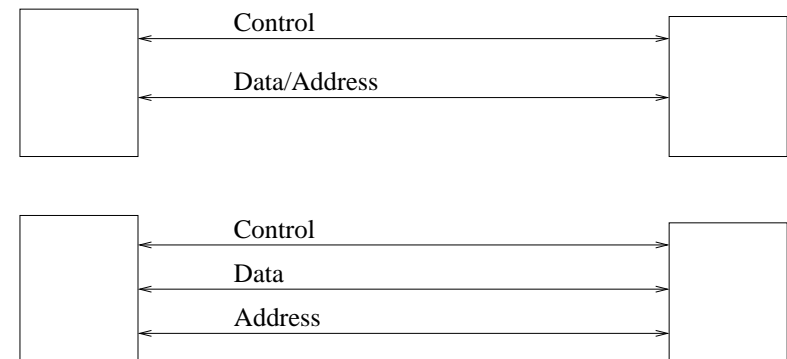 Control
Data/Address
Control
Data
Address